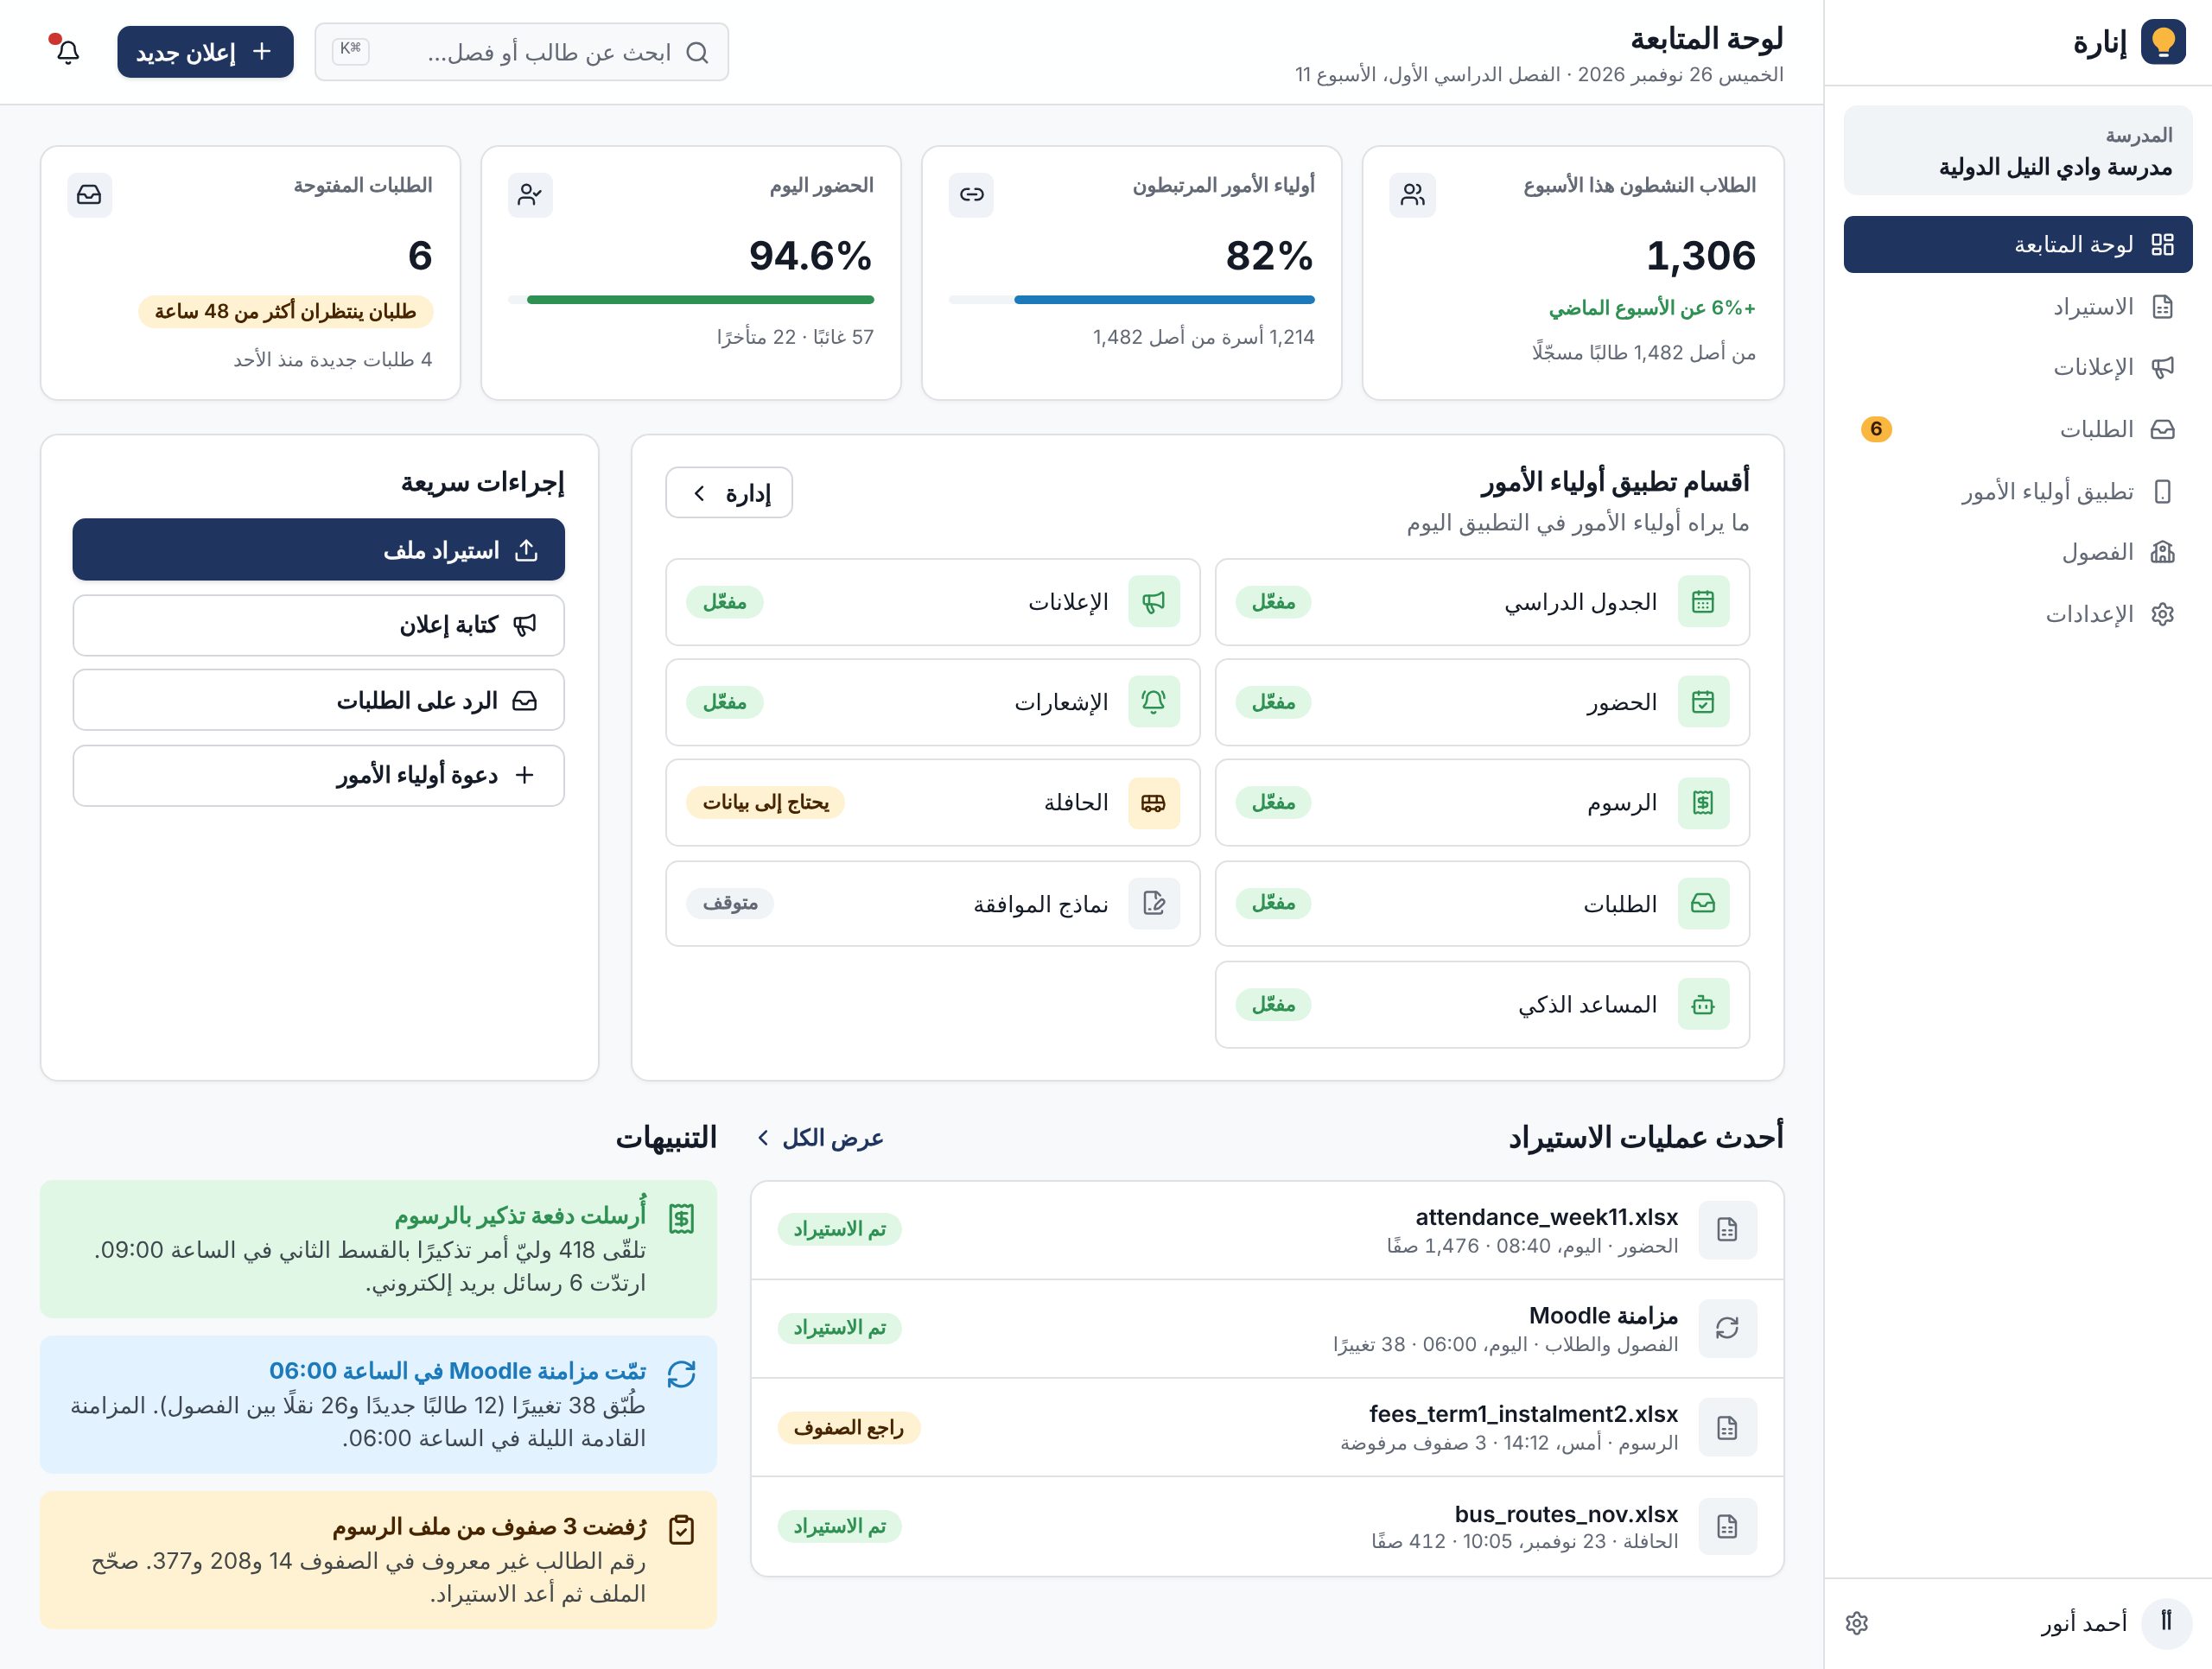 إنارة
المدرسة
مدرسة وادي النيل الدولية
لوحة المتابعة
الاستيراد
الإعلانات
الطلبات
6
تطبيق أولياء الأمور
الفصول
الإعدادات
أأ
أحمد أنور
لوحة المتابعة
الخميس 26 نوفمبر 2026 · الفصل الدراسي الأول، الأسبوع 11
ابحث عن طالب أو فصل...
⌘K
إعلان جديد
الطلاب النشطون هذا الأسبوع
1,306
+6% عن الأسبوع الماضي
من أصل 1,482 طالبًا مسجّلًا
أولياء الأمور المرتبطون
82%
1,214 أسرة من أصل 1,482
الحضور اليوم
94.6%
57 غائبًا · 22 متأخرًا
الطلبات المفتوحة
6
طلبان ينتظران أكثر من 48 ساعة
4 طلبات جديدة منذ الأحد
أقسام تطبيق أولياء الأمور
ما يراه أولياء الأمور في التطبيق اليوم
إدارة
الجدول الدراسي
مفعّل
الإعلانات
مفعّل
الحضور
مفعّل
الإشعارات
مفعّل
الرسوم
مفعّل
الحافلة
يحتاج إلى بيانات
الطلبات
مفعّل
نماذج الموافقة
متوقف
المساعد الذكي
مفعّل
إجراءات سريعة
استيراد ملف
كتابة إعلان
الرد على الطلبات
دعوة أولياء الأمور
أحدث عمليات الاستيراد
عرض الكل
attendance_week11.xlsx
الحضور · اليوم، 08:40 · 1,476 صفًا
تم الاستيراد
مزامنة Moodle
الفصول والطلاب · اليوم، 06:00 · 38 تغييرًا
تم الاستيراد
fees_term1_instalment2.xlsx
الرسوم · أمس، 14:12 · 3 صفوف مرفوضة
راجع الصفوف
bus_routes_nov.xlsx
الحافلة · 23 نوفمبر، 10:05 · 412 صفًا
تم الاستيراد
التنبيهات
أُرسلت دفعة تذكير بالرسوم
تلقّى 418 وليّ أمر تذكيرًا بالقسط الثاني في الساعة 09:00.
ارتدّت 6 رسائل بريد إلكتروني.
تمّت مزامنة Moodle في الساعة 06:00
طُبّق 38 تغييرًا (12 طالبًا جديدًا و26 نقلًا بين الفصول). المزامنة
القادمة الليلة في الساعة 06:00.
رُفضت 3 صفوف من ملف الرسوم
رقم الطالب غير معروف في الصفوف 14 و208 و377. صحّح
الملف ثم أعد الاستيراد.